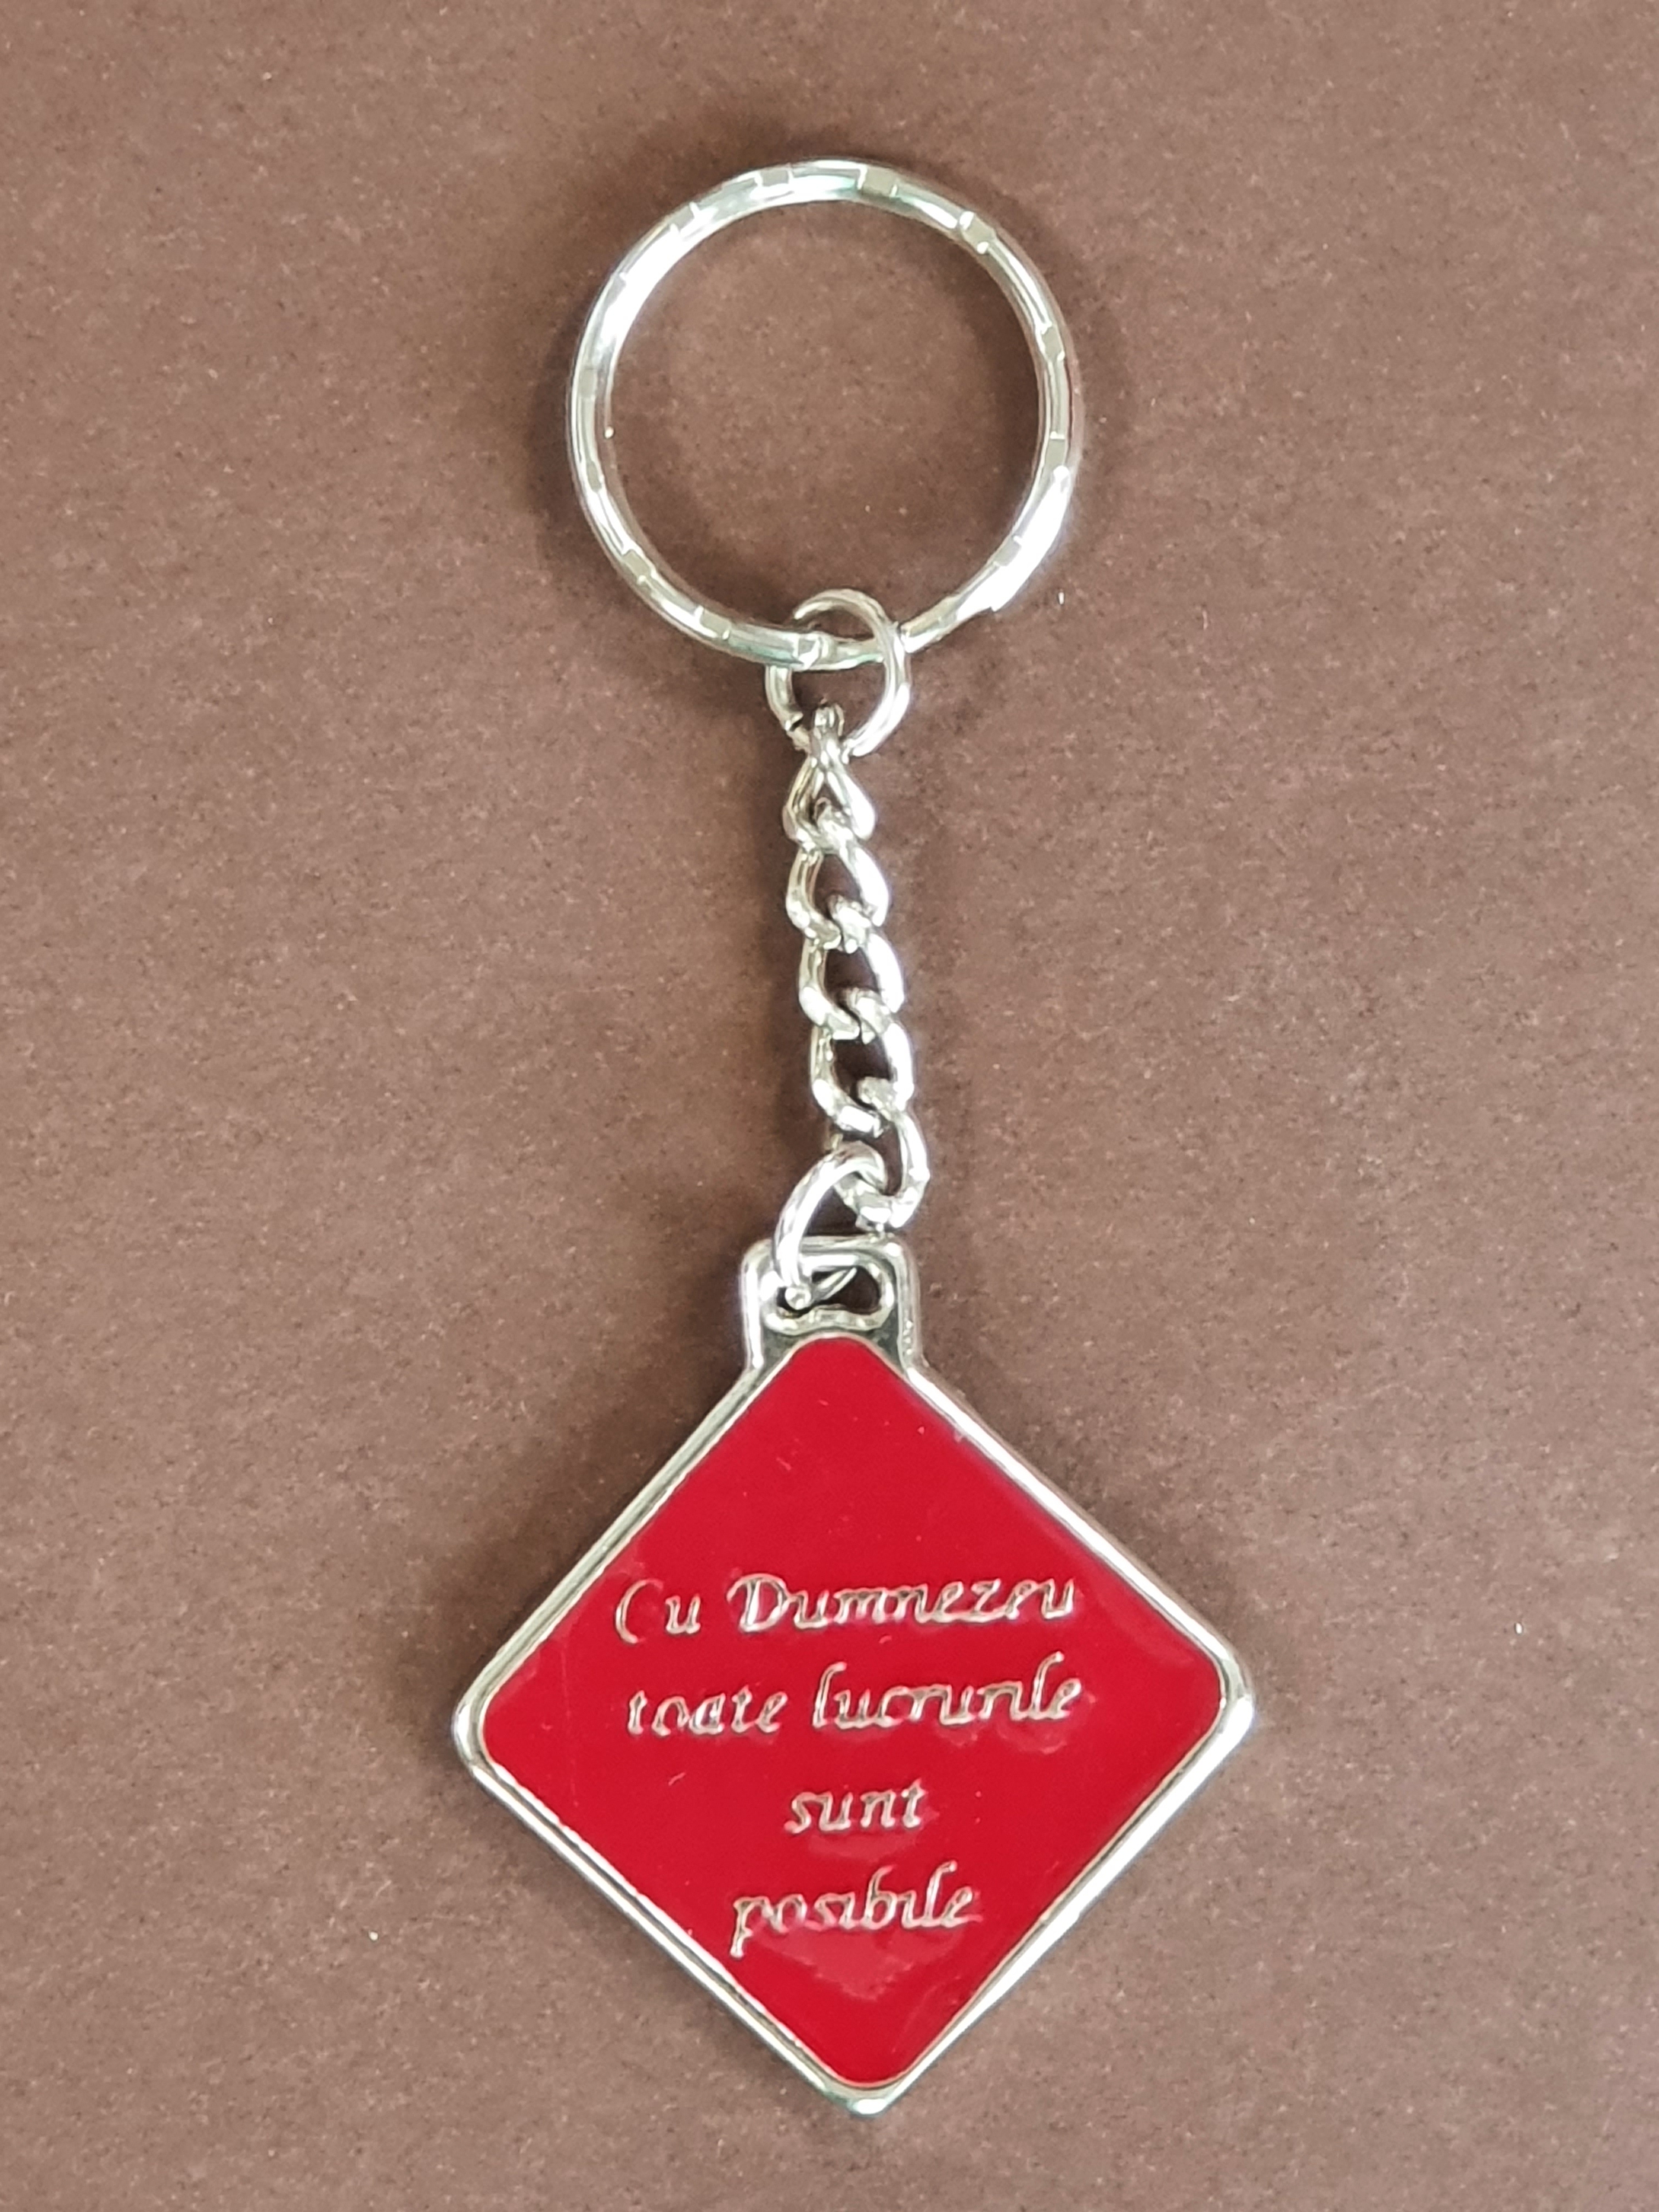 Cu Dumnezeu
toate lucrurile
sunt
posibile